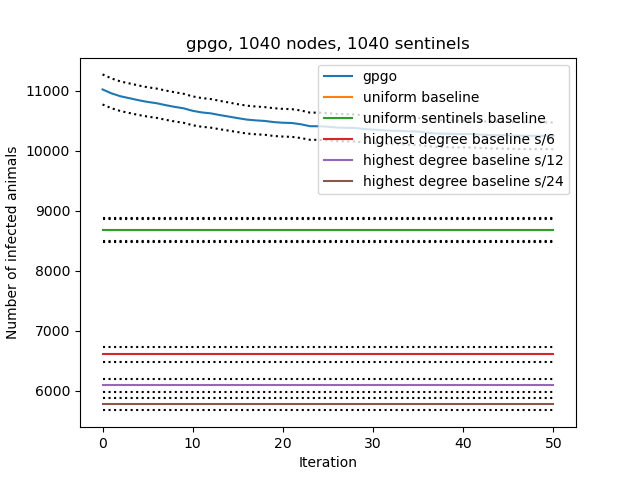 gpgo, 1040 nodes, 1040 sentinels
gpgo
uniform baseline
uniform sentinels baseline
highest degree baseline s/6
highest degree baseline s/12
highest degree baseline s/24
Number of infected animals
11000
10000
9000
8000
7000
6000
0 10 20 30 40 50
Iteration